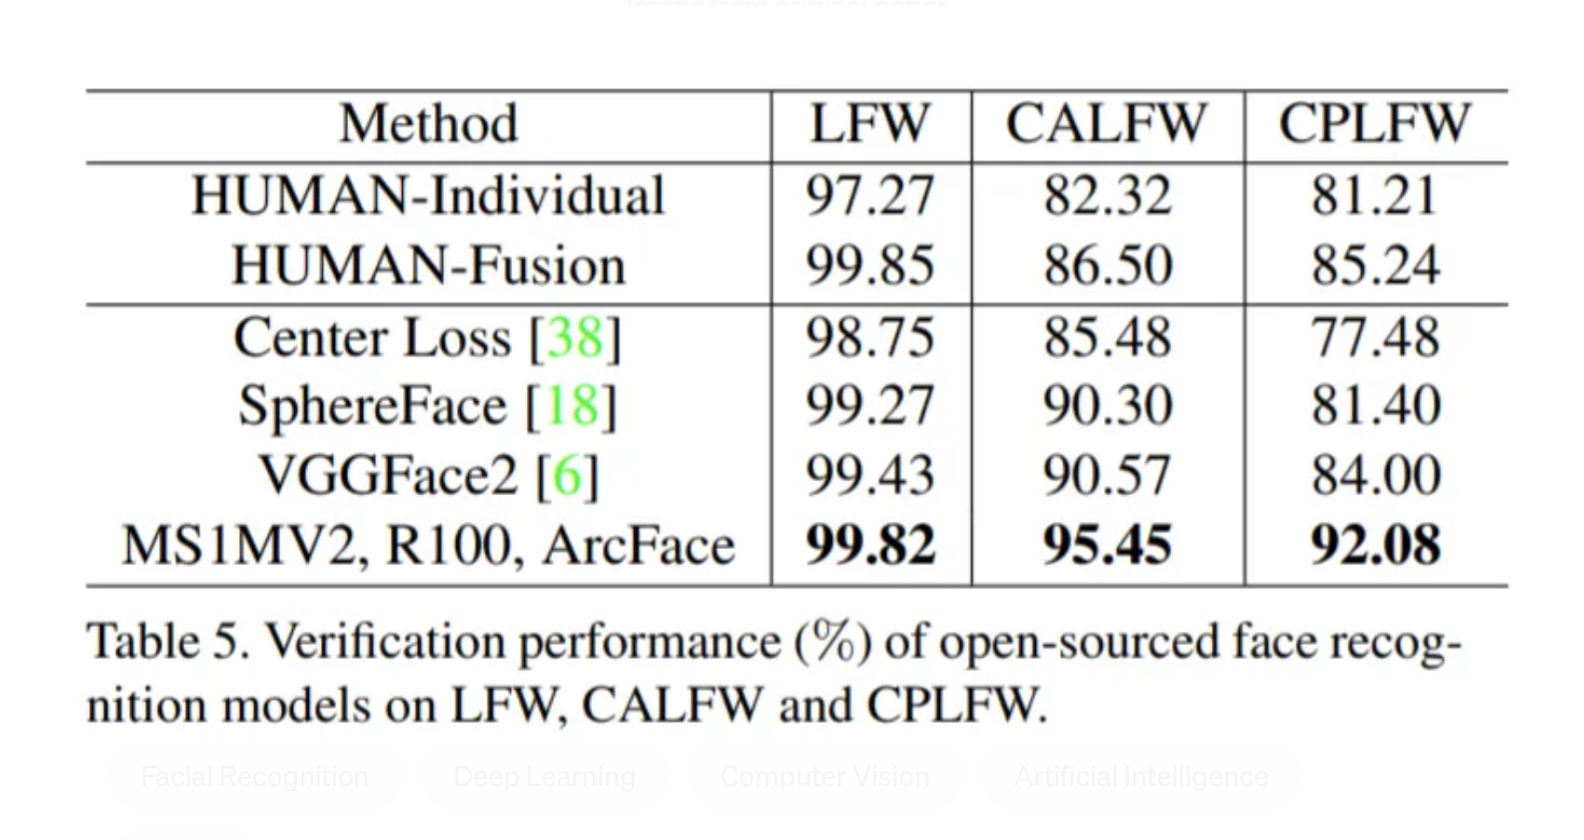 Method LFW CALFW CPLFW
HUMAN-Individual 97.27 82.32 81.21
HUMAN-Fusion 99.85 86.50 85.24
Center Loss [38] 98.75 85.48 77.48
SphereFace [18] 99.27 90.30 81.40
VGGFace2 [6] 99.43 90.57 84.00
MS1MV2, R100, ArcFace 99.82 95.45 92.08
Table 5. Verification performance (%) of open-sourced face recog-
nition models on LFW, CALFW and CPLFW.
Facial Recognition Deep Learning Computer Vision Artificial Intelligence